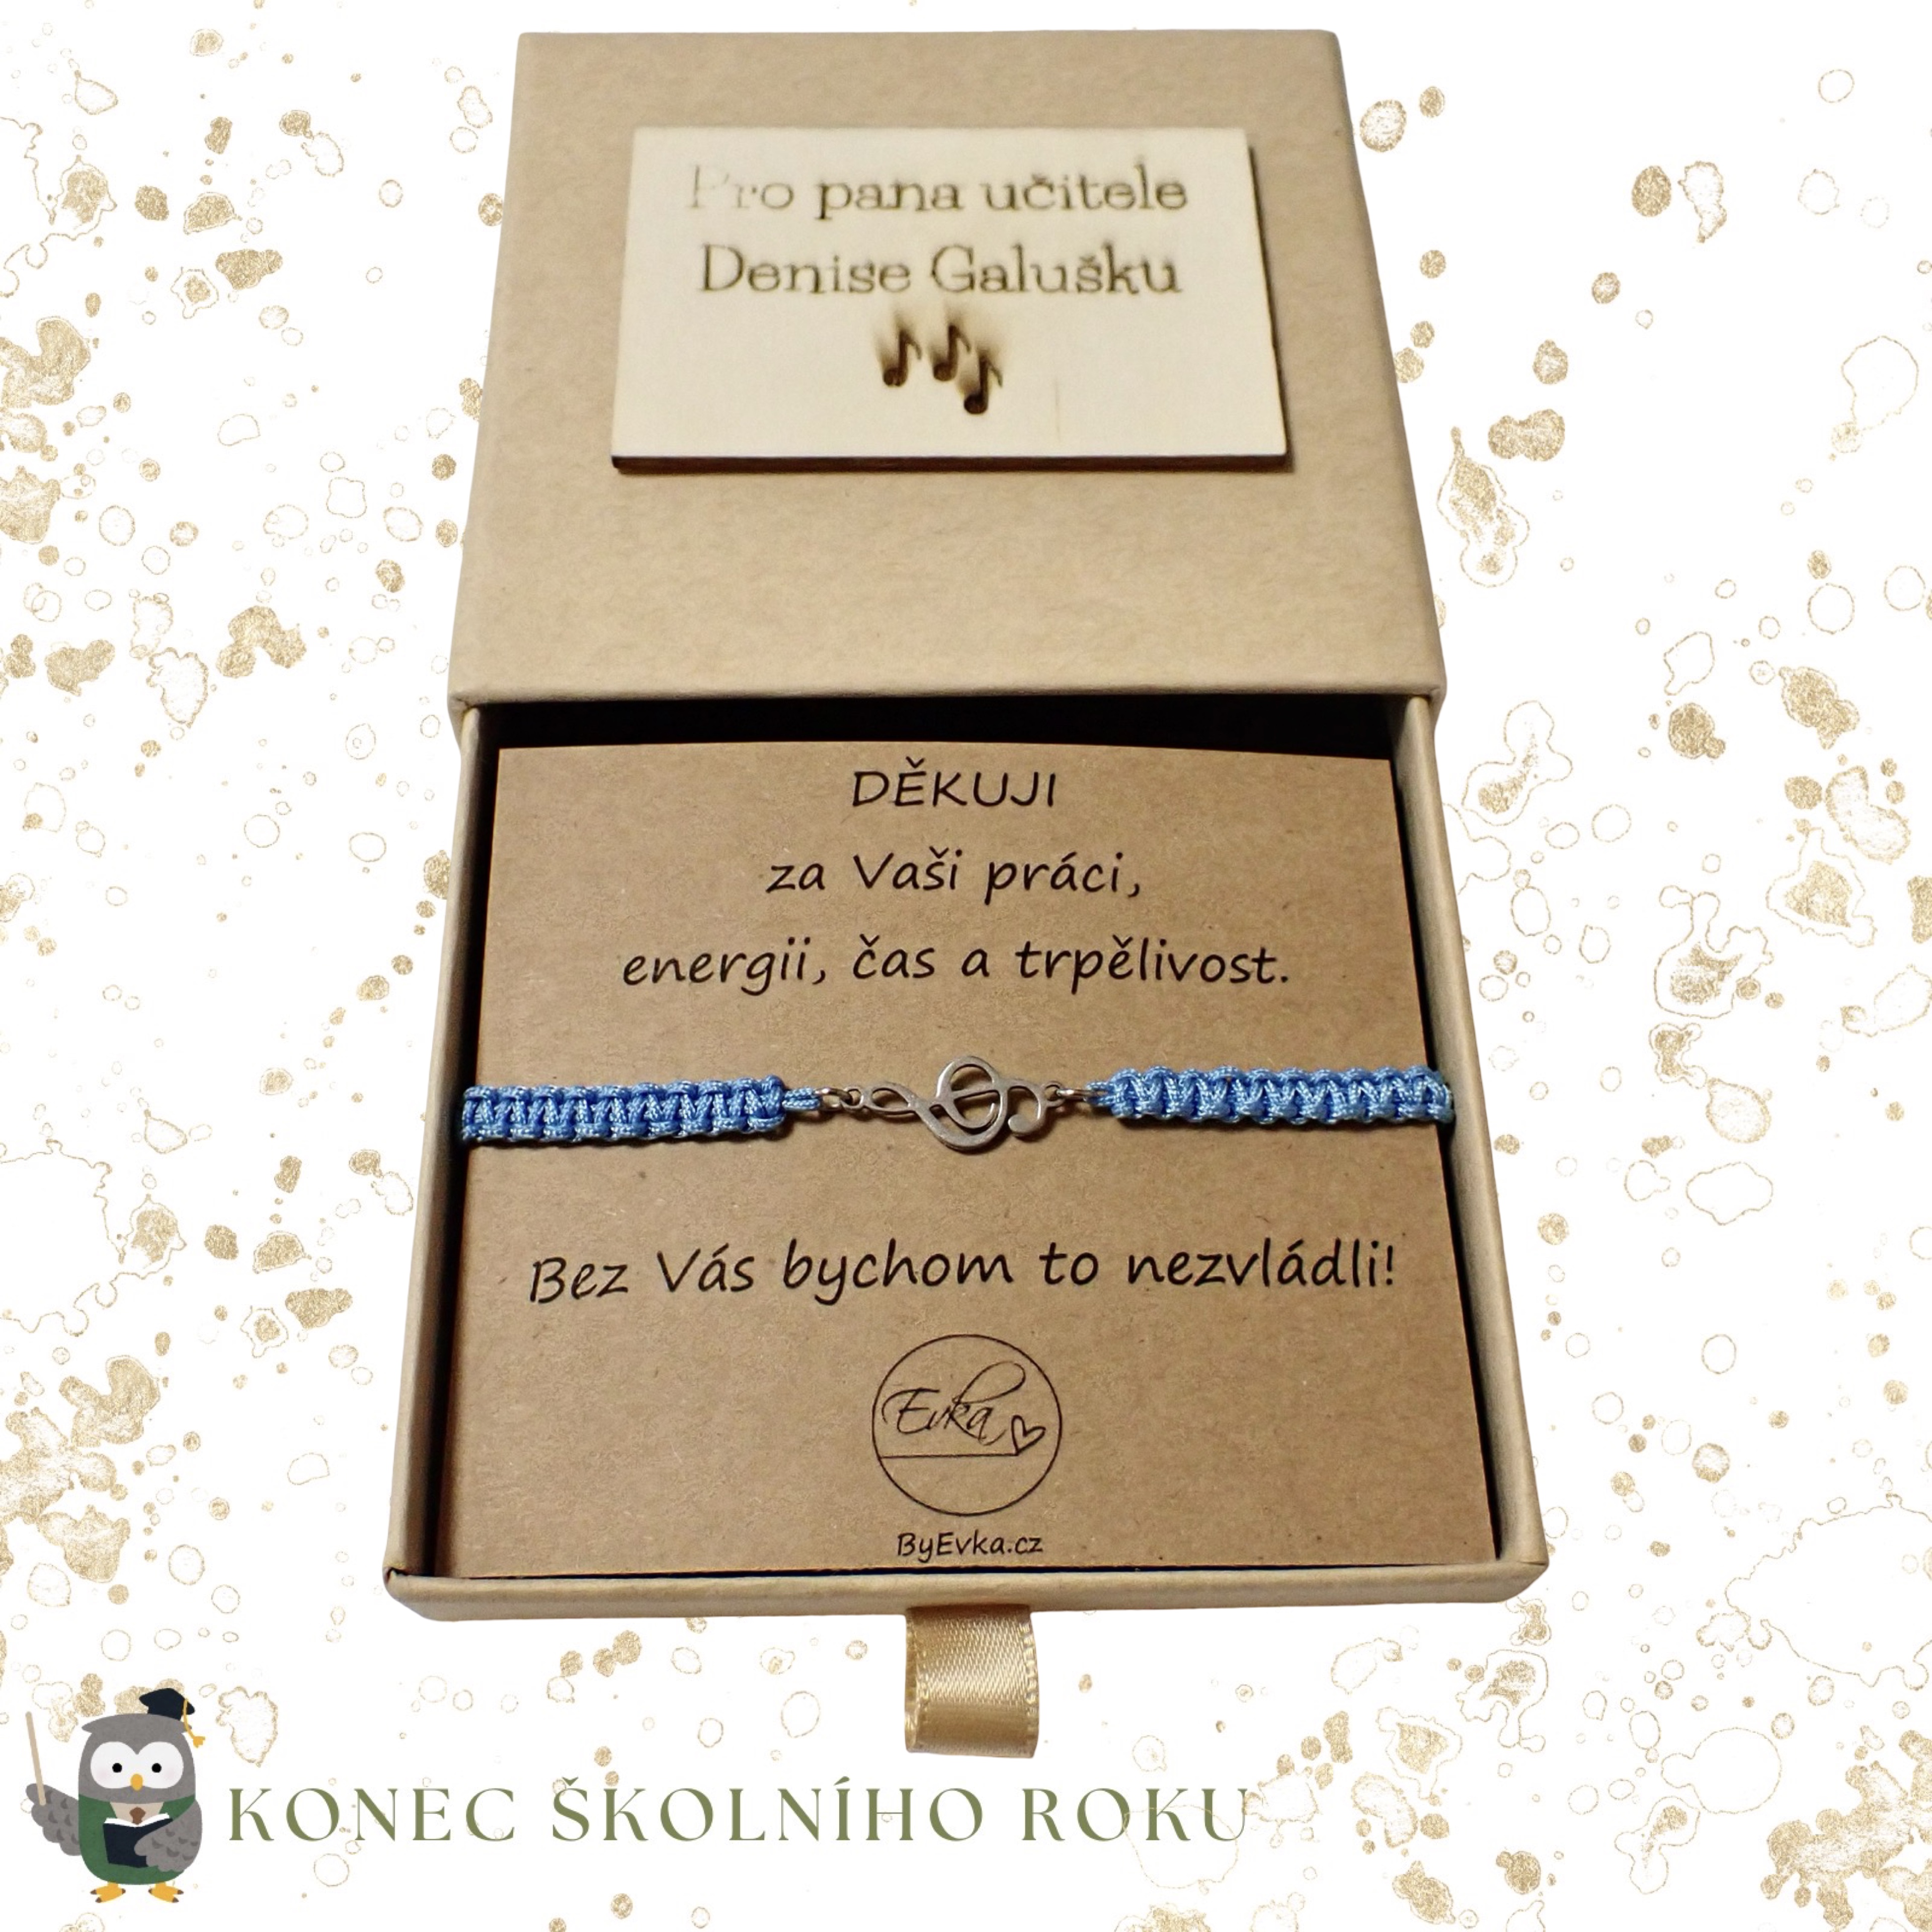 Pro pana učitele
Denise Galušku
DĚKUJI
za Vaši práci,
energii, čas a trpělivost.
Bez Vás bychom to nezvládli!
Evka
ByEvka.cz
KONEC ŠKOLNÍHO ROKU